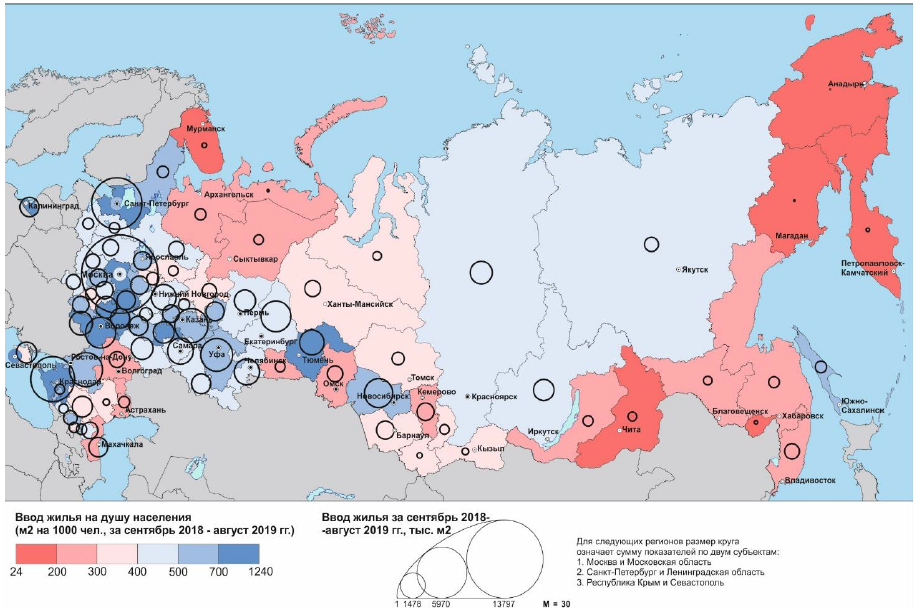 Анадырь
Мурманск
Архангельск
Калининград
Санкт-Петербург
Магадан
Ярославль
Сыктывкар
Петропавловск-
Камчатский
Москва
Якутск
Нижний Новгород
Ханты-Мансийск
Пермь
Казань
Воронеж
Екатеринбург
Самара
Уфа
Челябинск
Тюмень
Севастополь
Ростов-на-Дону
Томск
Волгоград
Краснодар
Омск
Новосибирск
Кемерово
Красноярск
Южно-
Сахалинск
Астрахань
Благовещенск
Хабаровск
Барнаул
Иркутск
Чита
Махачкала
Кызыл
Владивосток
Ввод жилья на душу населения
(м2 на 1000 чел., за сентябрь 2018 - август 2019 гг.)
24 200 300 400 500 700 1240
Ввод жилья за сентябрь 2018-
-август 2019 гг., тыс. м2
1 1478 5970 13797 М = 30
Для следующих регионов размер круга
означает сумму показателей по двум субъектам:
1. Москва и Московская область
2. Санкт-Петербург и Ленинградская область
3. Республика Крым и Севастополь